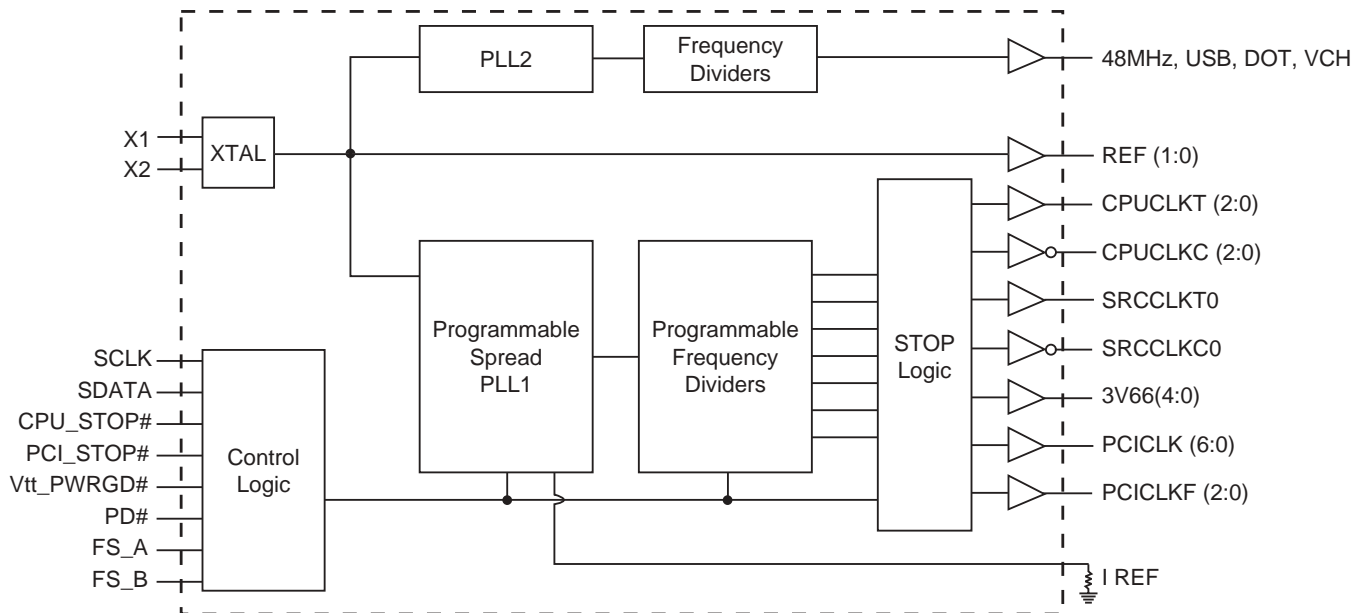 PLL2
Frequency
Dividers
48MHz, USB, DOT, VCH
X1
X2
XTAL
REF (1:0)
CPUCLKT (2:0)
CPUCLKC (2:0)
SRCCLKT0
SRCCLKC0
3V66(4:0)
PCICLK (6:0)
PCICLKF (2:0)
Programmable
Spread
PLL1
Programmable
Frequency
Dividers
STOP
Logic
SCLK
SDATA
CPU_STOP#
PCI_STOP#
Vtt_PWRGD#
PD#
FS_A
FS_B
Control
Logic
I REF